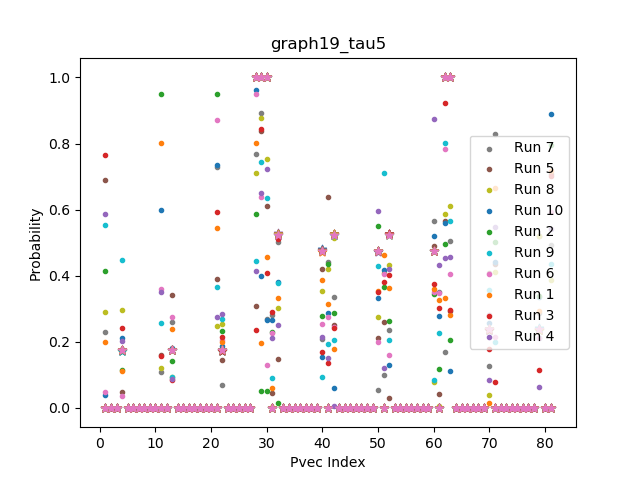 graph19_tau5
Probability
1.0
0.8
0.6
0.4
0.2
0.0
0
10
20
30
40
50
60
70
80
Pvec Index
Run 7
Run 5
Run 8
Run 10
Run 2
Run 9
Run 6
Run 1
Run 3
Run 4